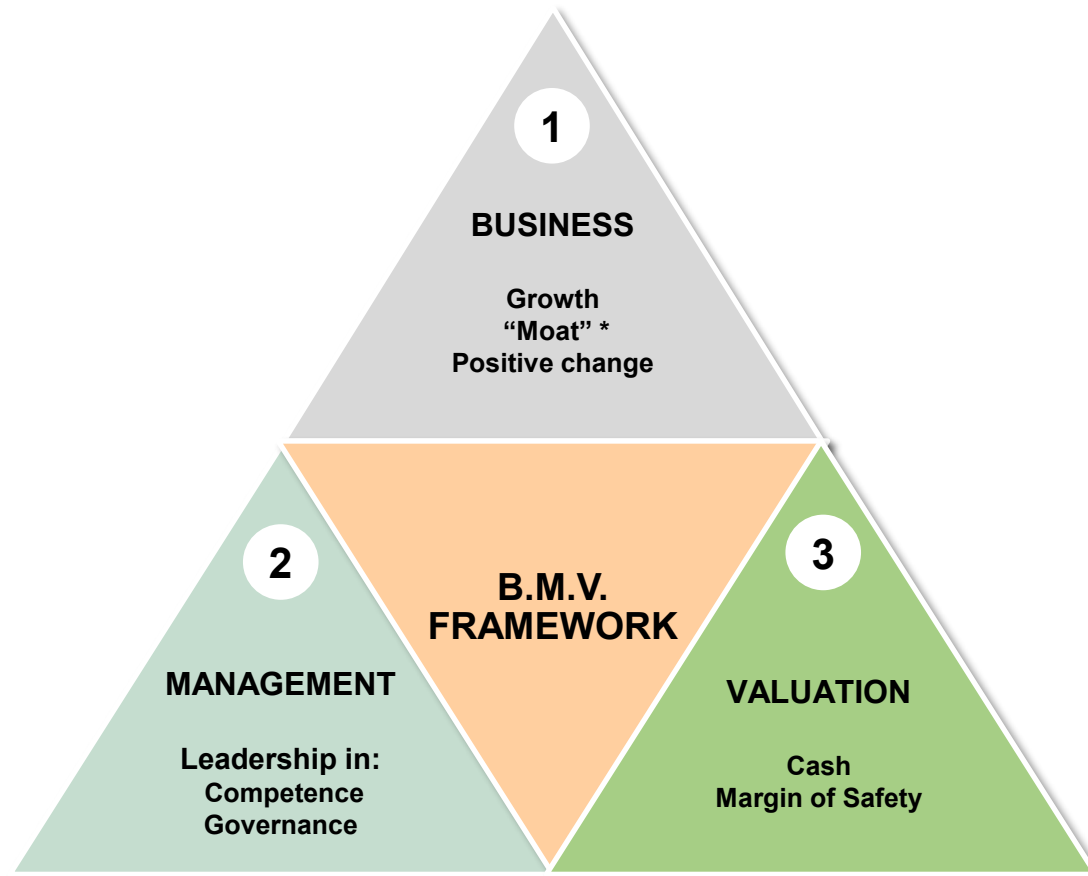 1
BUSINESS
Growth
“Moat” *
Positive change
2
MANAGEMENT
Leadership in:
Competence
Governance
B.M.V.
FRAMEWORK
3
VALUATION
Cash
Margin of Safety